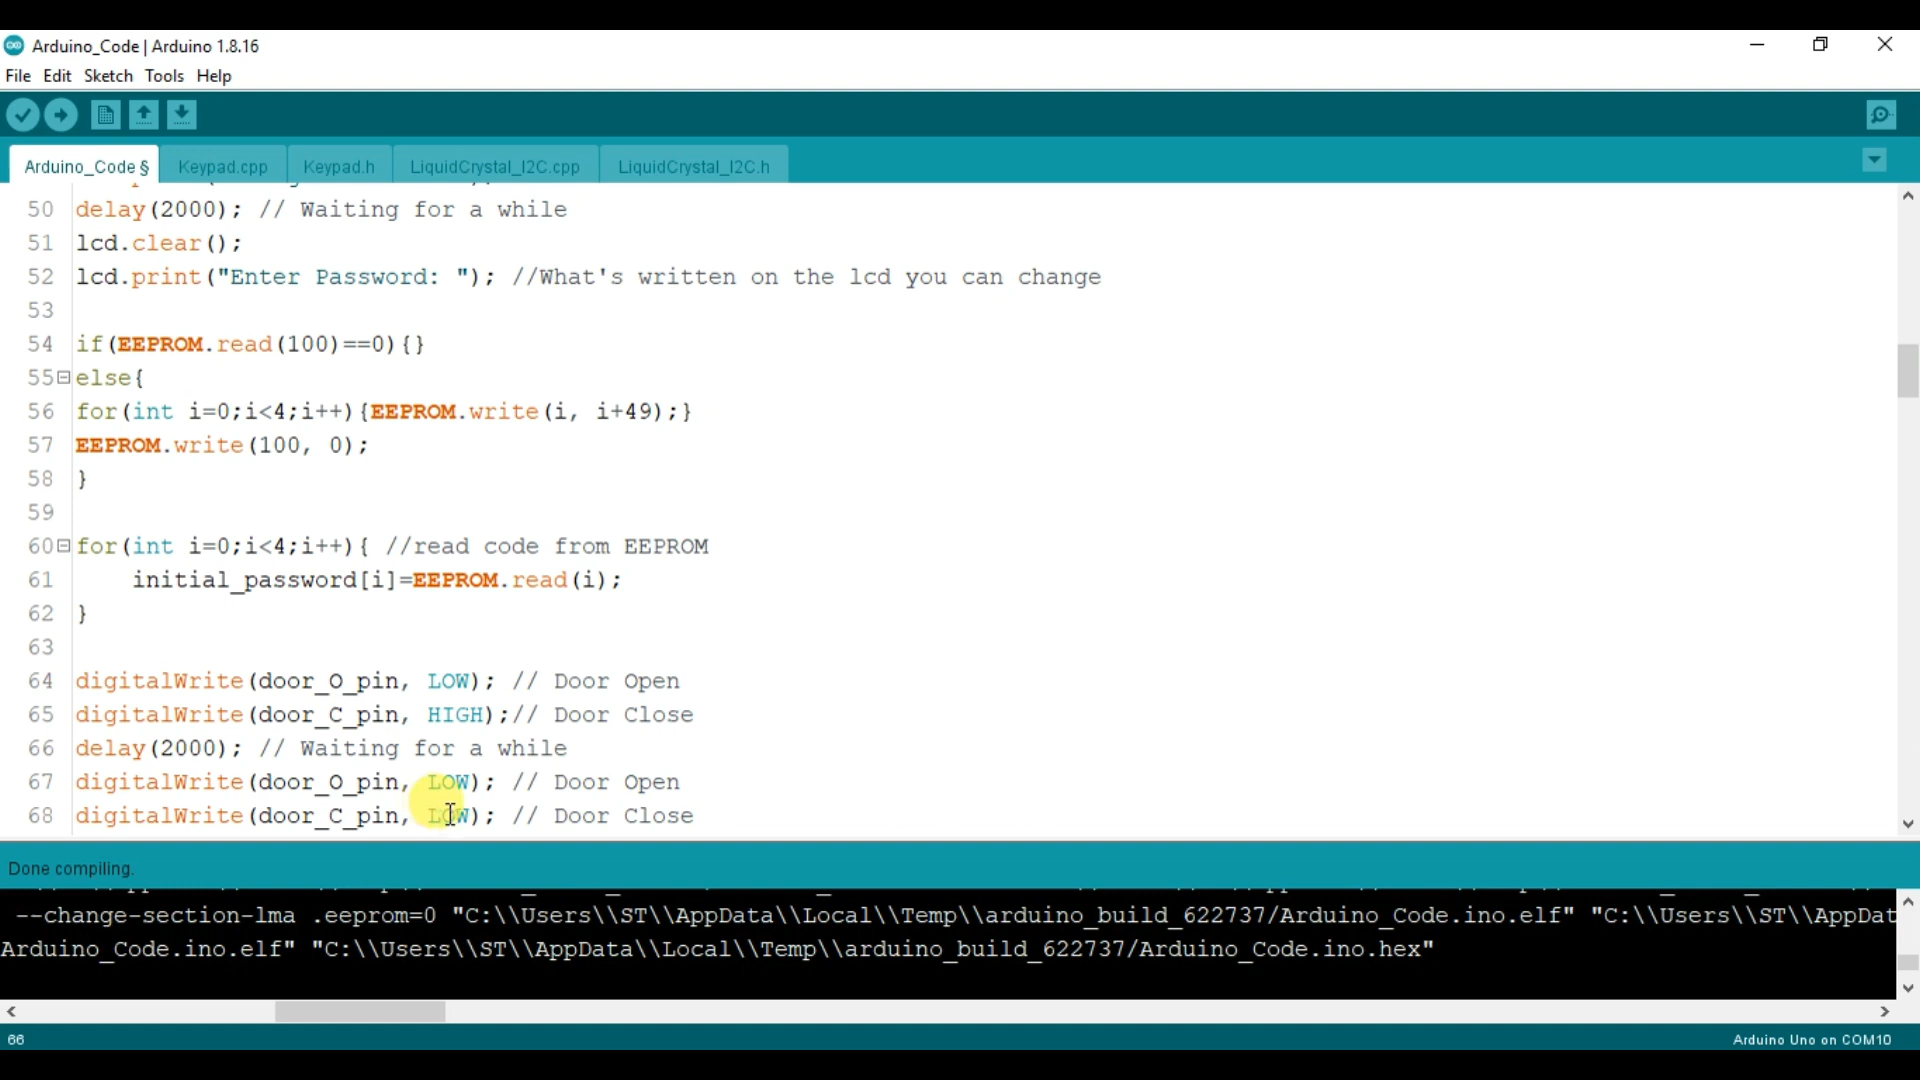 Arduino_Code | Arduino 1.8.16
File Edit Sketch Tools Help
Arduino_Code § Keypad.cpp Keypad.h LiquidCrystal_I2C.cpp LiquidCrystal_I2C.h
50 delay(2000); // Waiting for a while
51 lcd.clear();
52 lcd.print("Enter Password: "); //What's written on the lcd you can change
53
54 if(EEPROM.read(100)==0){}
55 else{
56 for(int i=0;i<4;i++){EEPROM.write(i, i+49);}
57 EEPROM.write(100, 0);
58 }
59
60 for(int i=0;i<4;i++){ //read code from EEPROM
61 initial_password[i]=EEPROM.read(i);
62 }
63
64 digitalWrite(door_O_pin, LOW); // Door Open
65 digitalWrite(door_C_pin, HIGH);// Door Close
66 delay(2000); // Waiting for a while
67 digitalWrite(door_O_pin, LOW); // Door Open
68 digitalWrite(door_C_pin, LOW); // Door Close
Done compiling.
--change-section-lma .eeprom=0 "C:\\Users\\ST\\AppData\\Local\\Temp\\arduino_build_622737/Arduino_Code.ino.elf" "C:\\Users\\ST\\AppDat
Arduino_Code.ino.elf" "C:\\Users\\ST\\AppData\\Local\\Temp\\arduino_build_622737/Arduino_Code.ino.hex"
66 Arduino Uno on COM10